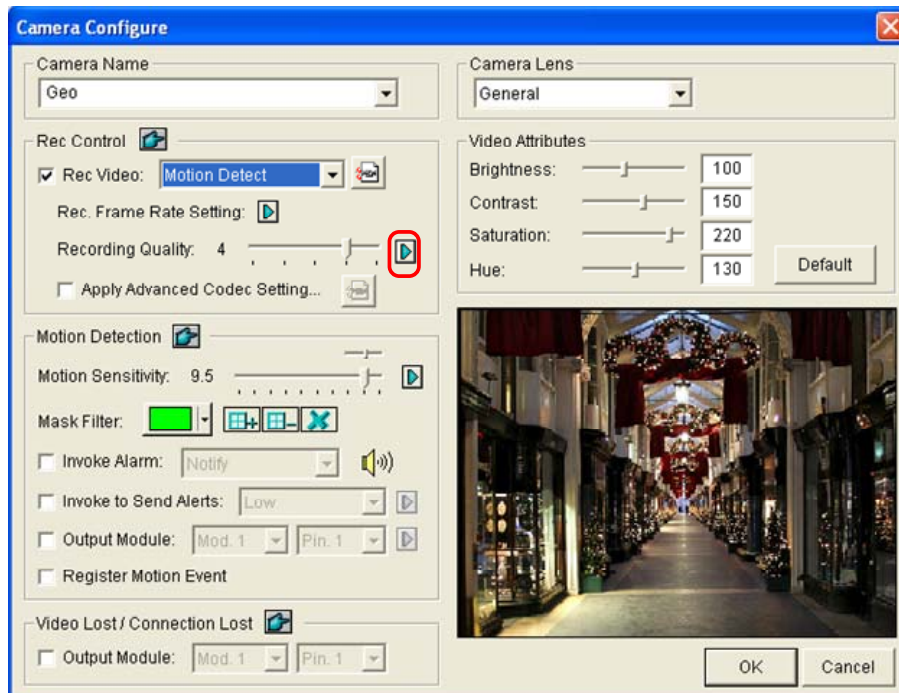 Camera Configure
Camera Name
Geo
Rec Control
Rec Video: Motion Detect
Rec. Frame Rate Setting:
Recording Quality: 4
Apply Advanced Codec Setting...
Motion Detection
Motion Sensitivity: 9.5
Mask Filter:
Invoke Alarm: Notify
Invoke to Send Alerts: Low
Output Module: Mod. 1 Pin. 1
Register Motion Event
Video Lost / Connection Lost
Output Module: Mod. 1 Pin. 1
Camera Lens
General
Video Attributes
Brightness: 100
Contrast: 150
Saturation: 220
Hue: 130
Default
OK Cancel